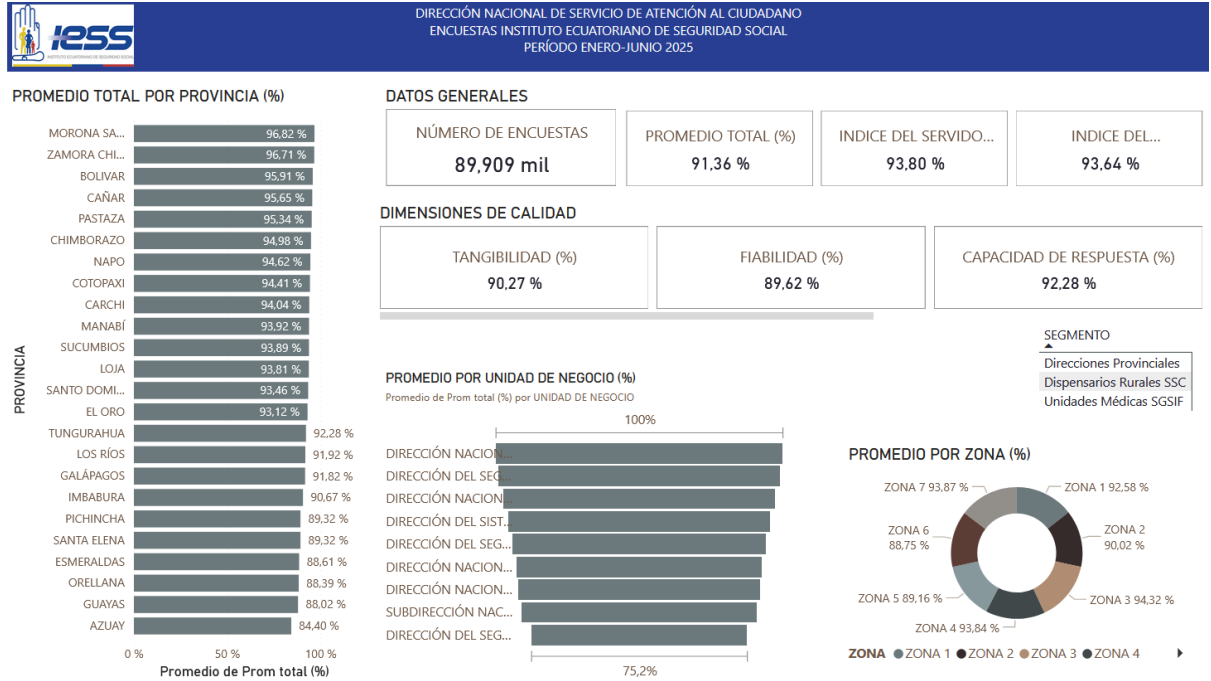 IESS
INSTITUTO ECUATORIANO DE SEGURIDAD SOCIAL
DIRECCIÓN NACIONAL DE SERVICIO DE ATENCIÓN AL CIUDADANO
ENCUESTAS INSTITUTO ECUATORIANO DE SEGURIDAD SOCIAL
PERÍODO ENERO-JUNIO 2025
PROMEDIO TOTAL POR PROVINCIA (%)
PROVINCIA
MORONA SA... 96,82 %
ZAMORA CHI... 96,71 %
BOLIVAR 95,91 %
CAÑAR 95,65 %
PASTAZA 95,34 %
CHIMBORAZO 94,98 %
NAPO 94,62 %
COTOPAXI 94,41 %
CARCHI 94,04 %
MANABÍ 93,92 %
SUCUMBIOS 93,89 %
LOJA 93,81 %
SANTO DOMI... 93,46 %
EL ORO 93,12 %
TUNGURAHUA 92,28 %
LOS RÍOS 91,92 %
GALÁPAGOS 91,82 %
IMBABURA 90,67 %
PICHINCHA 89,32 %
SANTA ELENA 89,32 %
ESMERALDAS 88,61 %
ORELLANA 88,39 %
GUAYAS 88,02 %
AZUAY 84,40 %
0 % 50 % 100 %
Promedio de Prom total (%)
DATOS GENERALES
NÚMERO DE ENCUESTAS
89,909 mil
PROMEDIO TOTAL (%)
91,36 %
INDICE DEL SERVIDO...
93,80 %
INDICE DEL...
93,64 %
DIMENSIONES DE CALIDAD
TANGIBILIDAD (%)
90,27 %
FIABILIDAD (%)
89,62 %
CAPACIDAD DE RESPUESTA (%)
92,28 %
SEGMENTO
Direcciones Provinciales
Dispensarios Rurales SSC
Unidades Médicas SGSIF
PROMEDIO POR UNIDAD DE NEGOCIO (%)
Promedio de Prom total (%) por UNIDAD DE NEGOCIO
100%
DIRECCIÓN NACION...
DIRECCIÓN DEL SEG...
DIRECCIÓN NACION...
DIRECCIÓN DEL SIST...
DIRECCIÓN DEL SEG...
DIRECCIÓN NACION...
DIRECCIÓN NACION...
SUBDIRECCIÓN NAC...
DIRECCIÓN DEL SEG...
75,2%
PROMEDIO POR ZONA (%)
ZONA 7 93,87 %
ZONA 1 92,58 %
ZONA 6
88,75 %
ZONA 2
90,02 %
ZONA 5 89,16 %
ZONA 3 94,32 %
ZONA 4 93,84 %
ZONA ZONA 1 ZONA 2 ZONA 3 ZONA 4